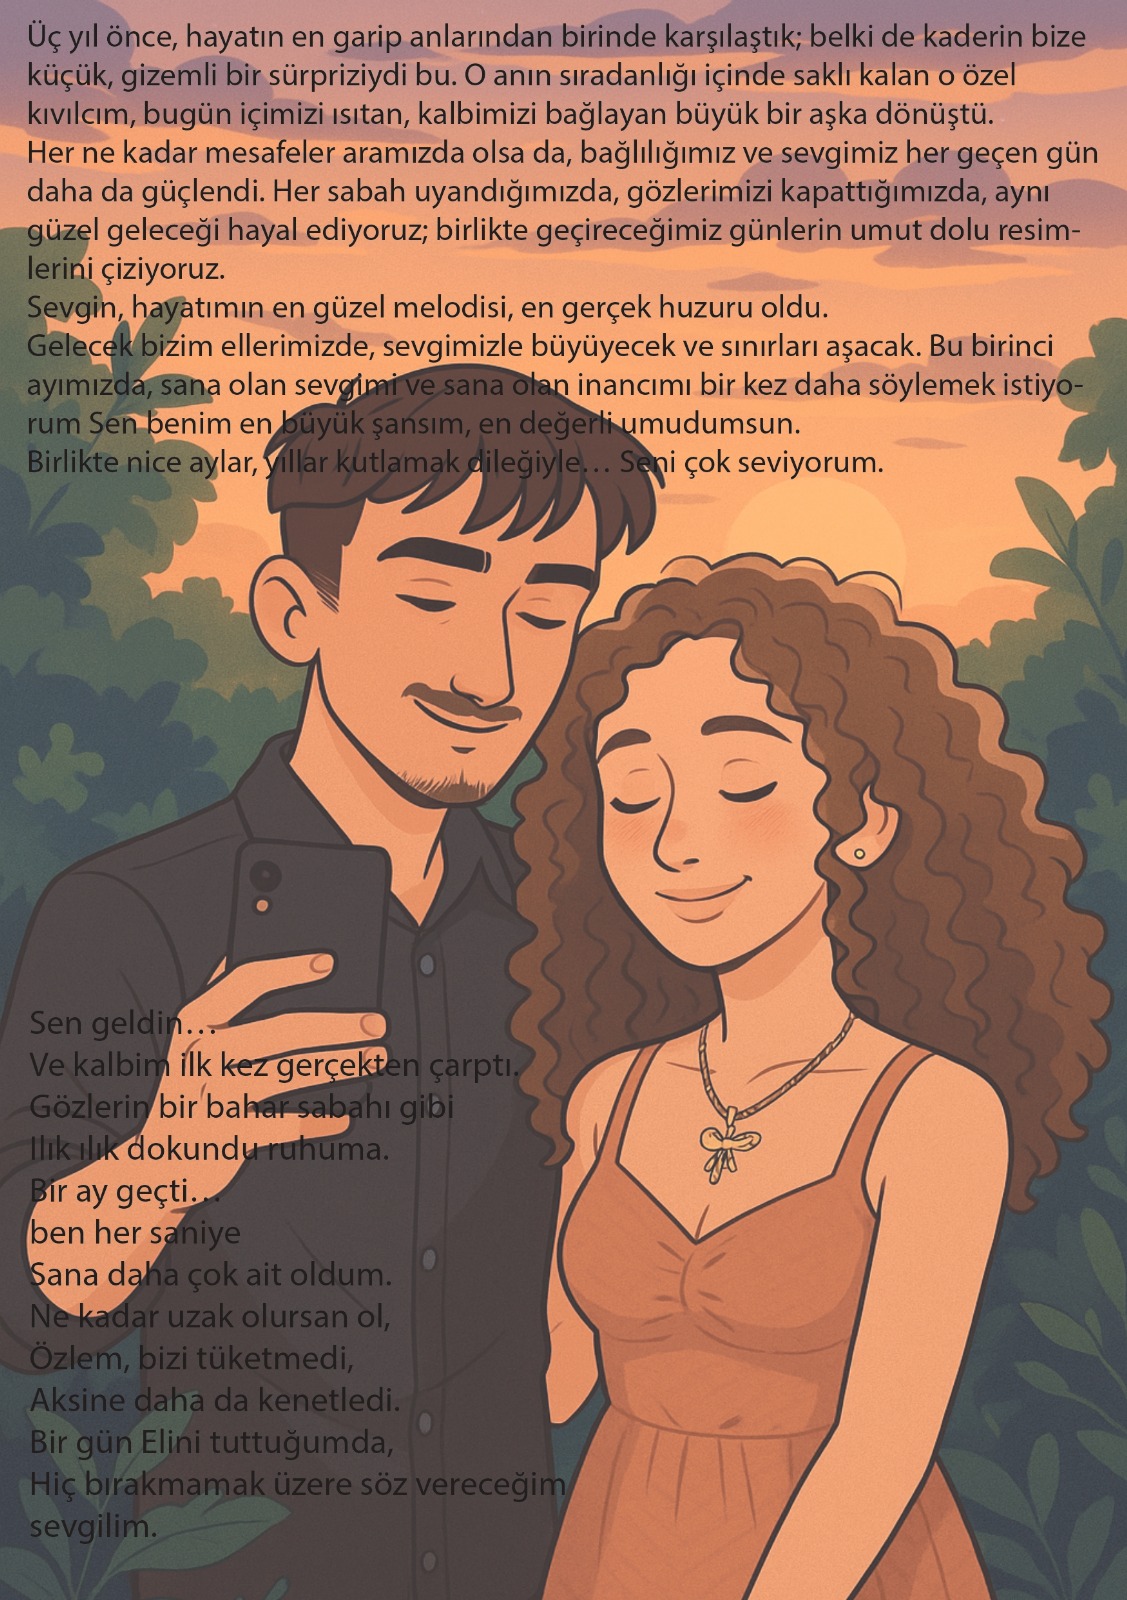 Üç yıl önce, hayatın en garip anlarından birinde karşılaştık; belki de kaderin bize
küçük, gizemli bir sürpriziydi bu. O anın sıradanlığı içinde saklı kalan o özel
kıvılcım, bugün içimizi ısıtan, kalbimizi bağlayan büyük bir aşka dönüştü.
Her ne kadar mesafeler aramızda olsa da, bağlılığımız ve sevgimiz her geçen gün
daha da güçlendi. Her sabah uyandığımızda, gözlerimizi kapattığımızda, aynı
güzel geleceği hayal ediyoruz; birlikte geçireceğimiz günlerin umut dolu resim-
lerini çiziyoruz.
Sevgin, hayatımın en güzel melodisi, en gerçek huzuru oldu.
Gelecek bizim ellerimizde, sevgimizle büyüyecek ve sınırları aşacak. Bu birinci
ayımızda, sana olan sevgimi ve sana olan inancımı bir kez daha söylemek istiyo-
rum Sen benim en büyük şansım, en değerli umudumsun.
Birlikte nice aylar, yıllar kutlamak dileğiyle… Seni çok seviyorum.
Sen geldin…
Ve kalbim ilk kez gerçekten çarptı.
Gözlerin bir bahar sabahı gibi
Ilık ılık dokundu ruhuma.
Bir ay geçti…
ben her saniye
Sana daha çok ait oldum.
Ne kadar uzak olursan ol,
Özlem, bizi tüketmedi,
Aksine daha da kenetledi.
Bir gün Elini tuttuğumda,
Hiç bırakmamak üzere söz vereceğim
sevgilim.